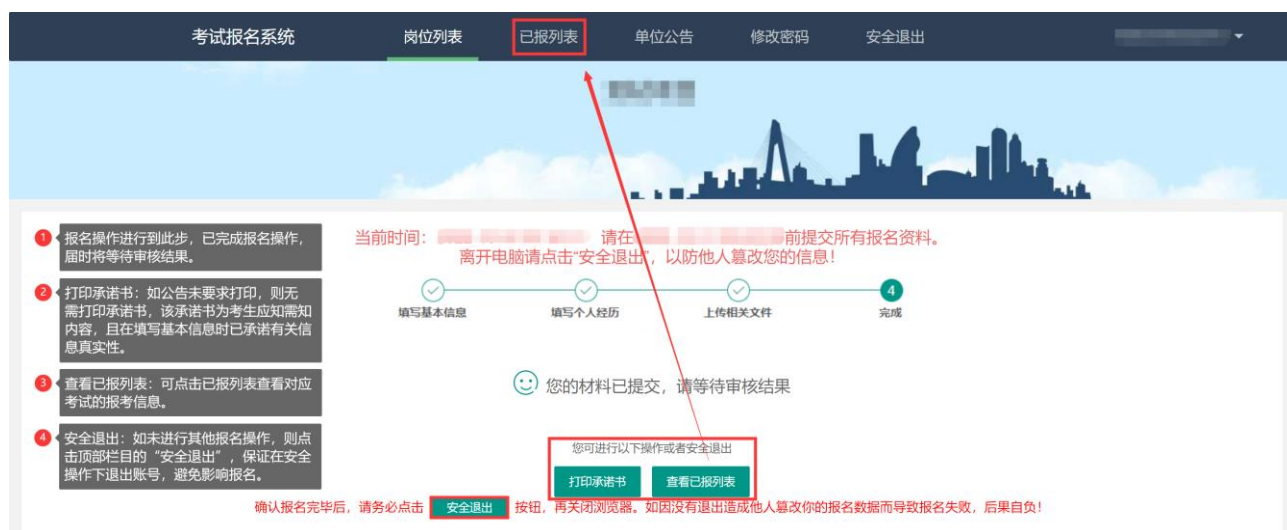 考试报名系统 岗位列表 已报列表 单位公告 修改密码 安全退出
1 报名操作进行到此步，已完成报名操作，
届时将等待审核结果。
2 打印承诺书：如公告未要求打印，则无
需打印承诺书，该承诺书为考生应知需知
内容，且在填写基本信息时已承诺有关信
息真实性。
3 查看已报列表：可点击已报列表查看对应
考试的报考信息。
4 安全退出：如未进行其他报名操作，则点
击顶部栏目的“安全退出”，保证在安全
操作下退出账号，避免影响报名。
当前时间： 请在 前提交所有报名资料。
离开电脑请点击“安全退出”，以防他人篡改您的信息！
4
填写基本信息 填写个人经历 上传相关文件 完成
您的材料已提交，请等待审核结果
您可进行以下操作或者安全退出
打印承诺书 查看已报列表
确认报名完毕后，请务必点击 安全退出 按钮，再关闭浏览器。如因没有退出造成他人篡改你的报名数据而导致报名失败，后果自负！